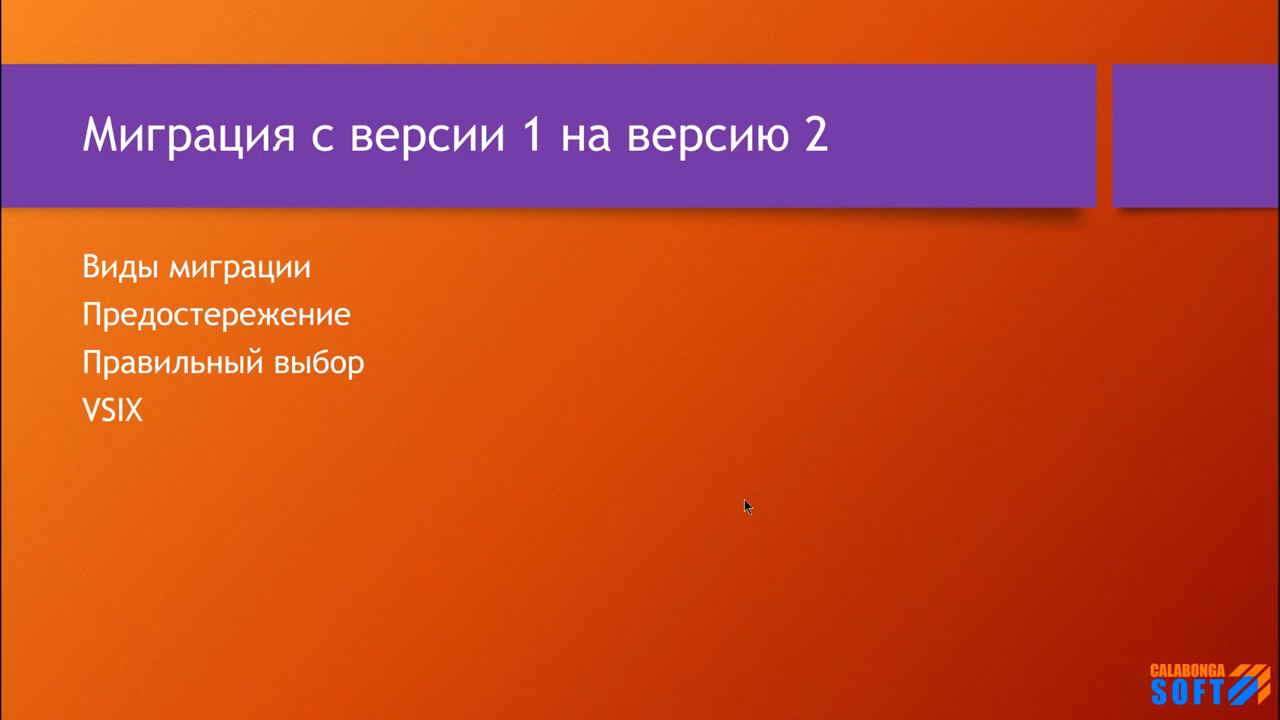 Миграция с версии 1 на версию 2
Виды миграции
Предостережение
Правильный выбор
VSIX
CALABONGA
SOFT